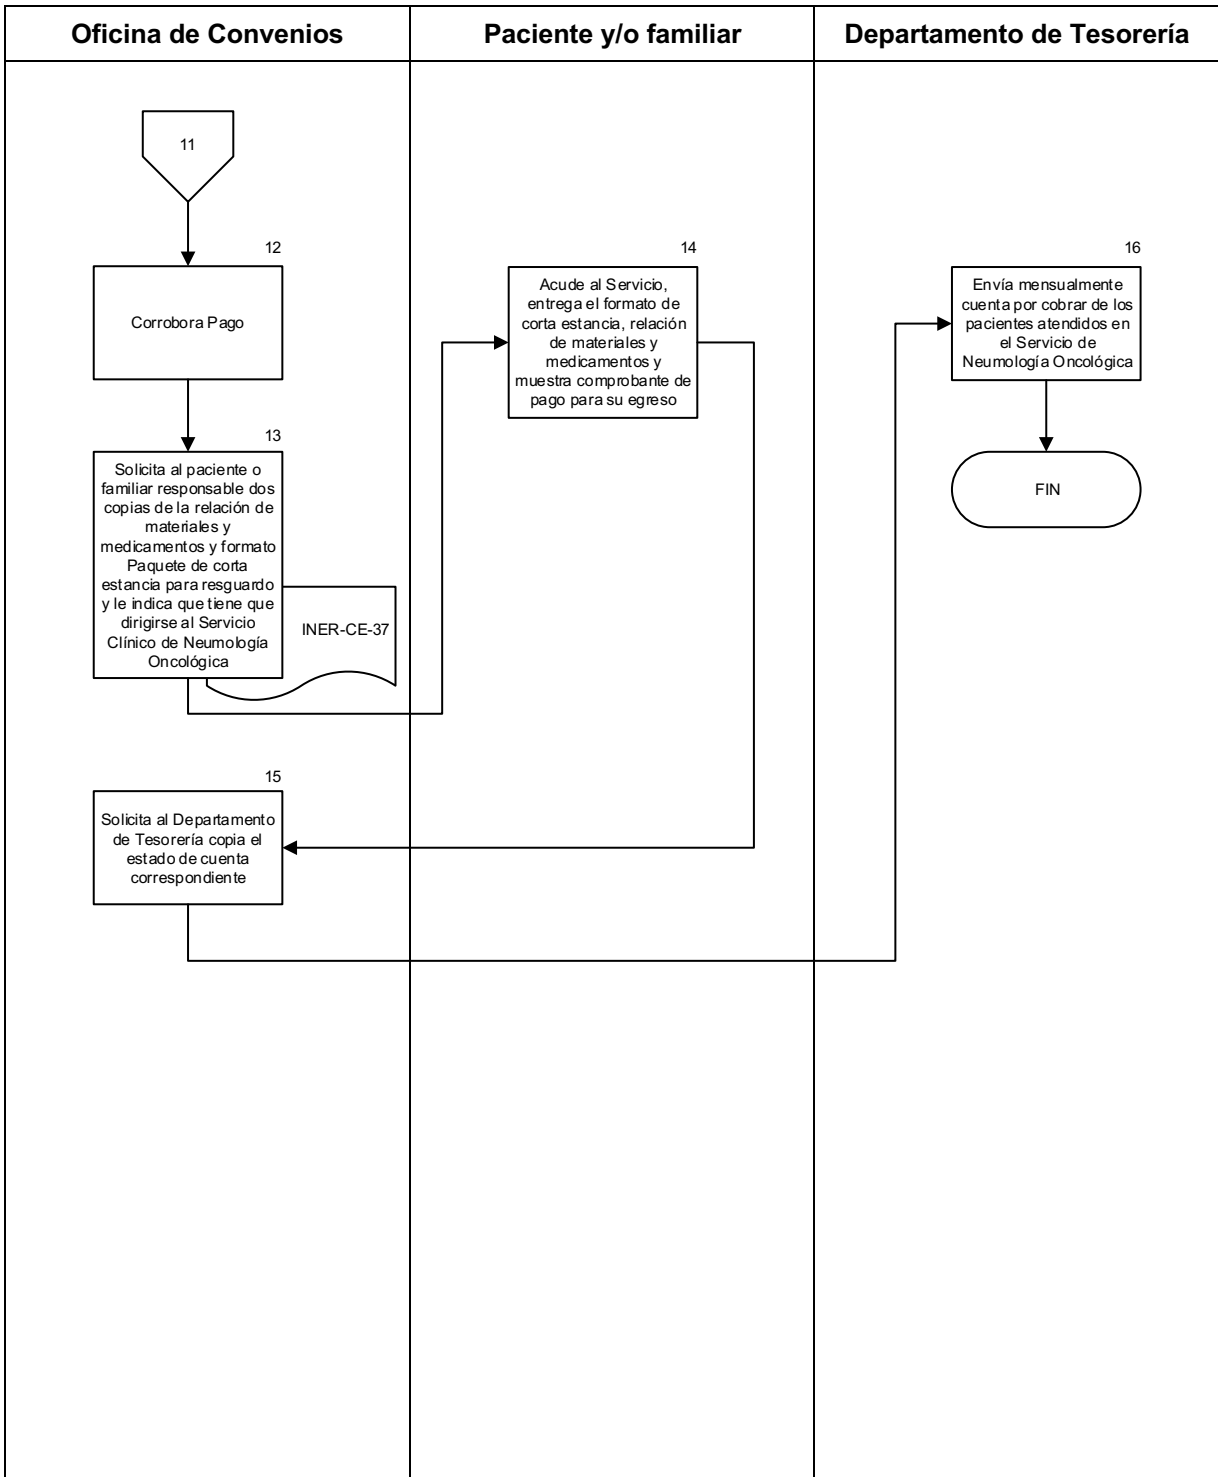 Oficina de Convenios
Paciente y/o familiar
Departamento de Tesorería
11
12
Corrobora Pago
13
Solicita al paciente o
familiar responsable dos
copias de la relación de
materiales y
medicamentos y formato
Paquete de corta
estancia para resguardo
y le indica que tiene que
dirigirse al Servicio
Clínico de Neumología
Oncológica
INER-CE-37
14
Acude al Servicio,
entrega el formato de
corta estancia, relación
de materiales y
medicamentos y
muestra comprobante de
pago para su egreso
15
Solicita al Departamento
de Tesorería copia el
estado de cuenta
correspondiente
16
Envía mensualmente
cuenta por cobrar de los
pacientes atendidos en
el Servicio de
Neumología Oncológica
FIN